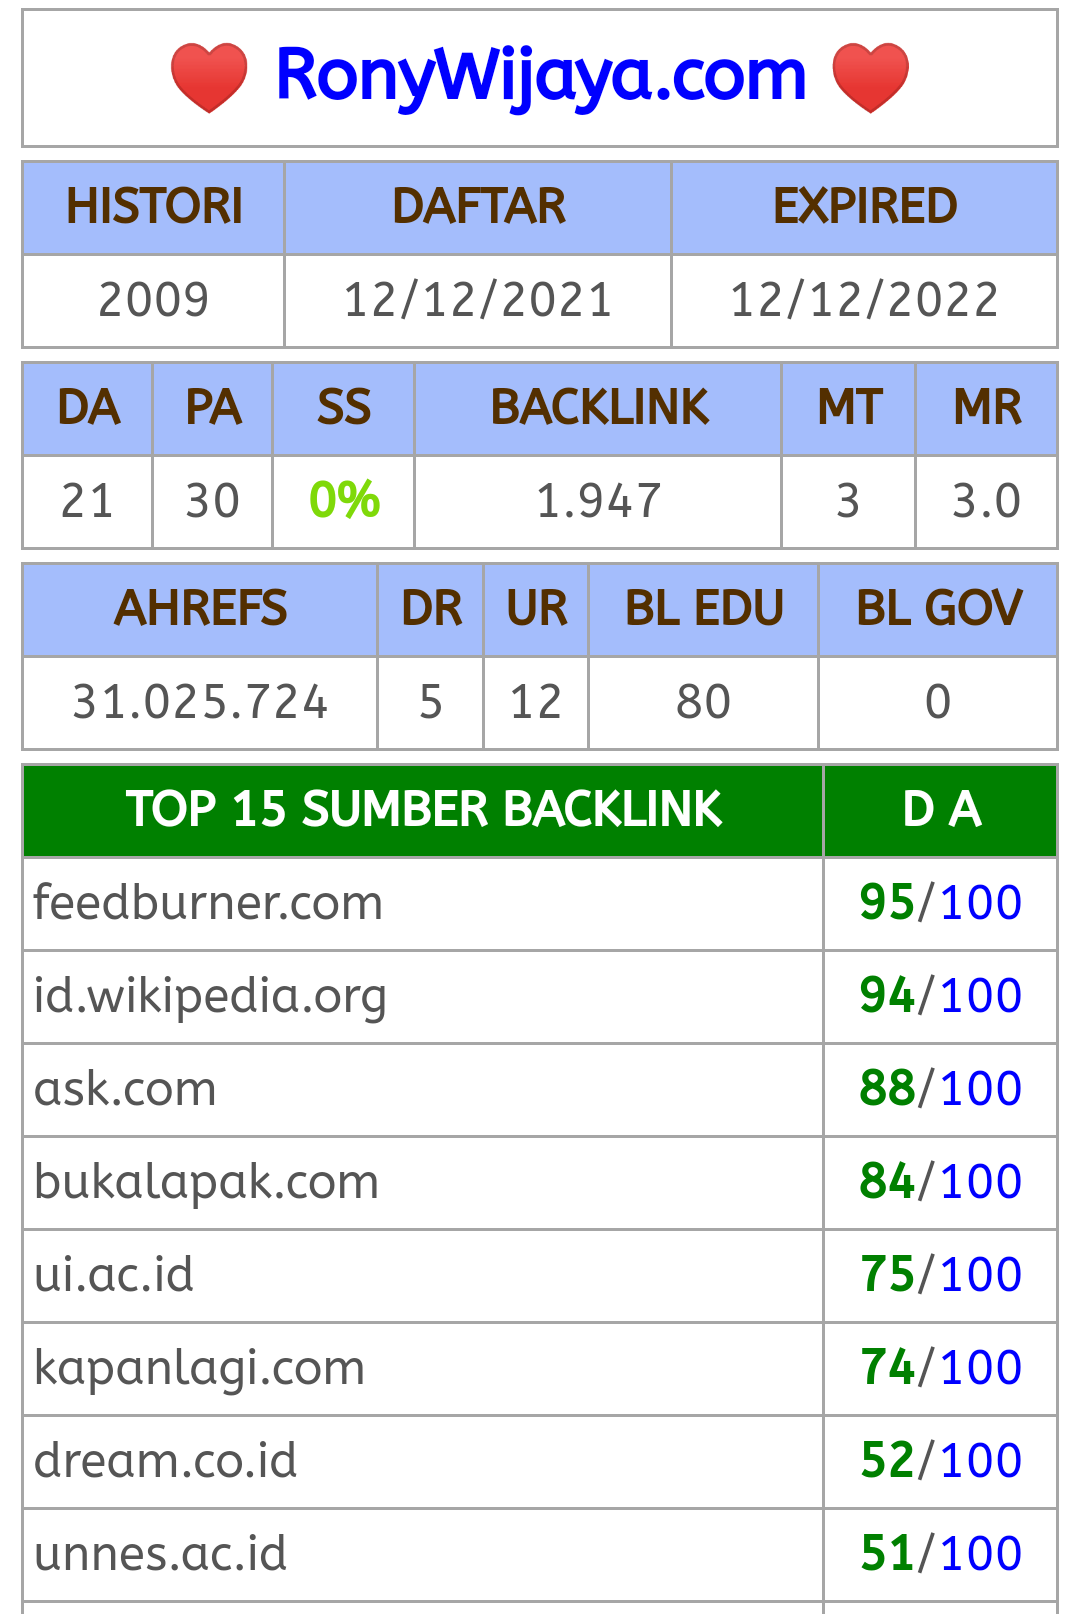 RonyWijaya.com
HISTORI DAFTAR EXPIRED
2009 12/12/2021 12/12/2022
DA PA SS BACKLINK MT MR
21 30 0% 1.947 3 3.0
AHREFS DR UR BL EDU BL GOV
31.025.724 5 12 80 0
TOP 15 SUMBER BACKLINK D A
feedburner.com 95/100
id.wikipedia.org 94/100
ask.com 88/100
bukalapak.com 84/100
ui.ac.id 75/100
kapanlagi.com 74/100
dream.co.id 52/100
unnes.ac.id 51/100